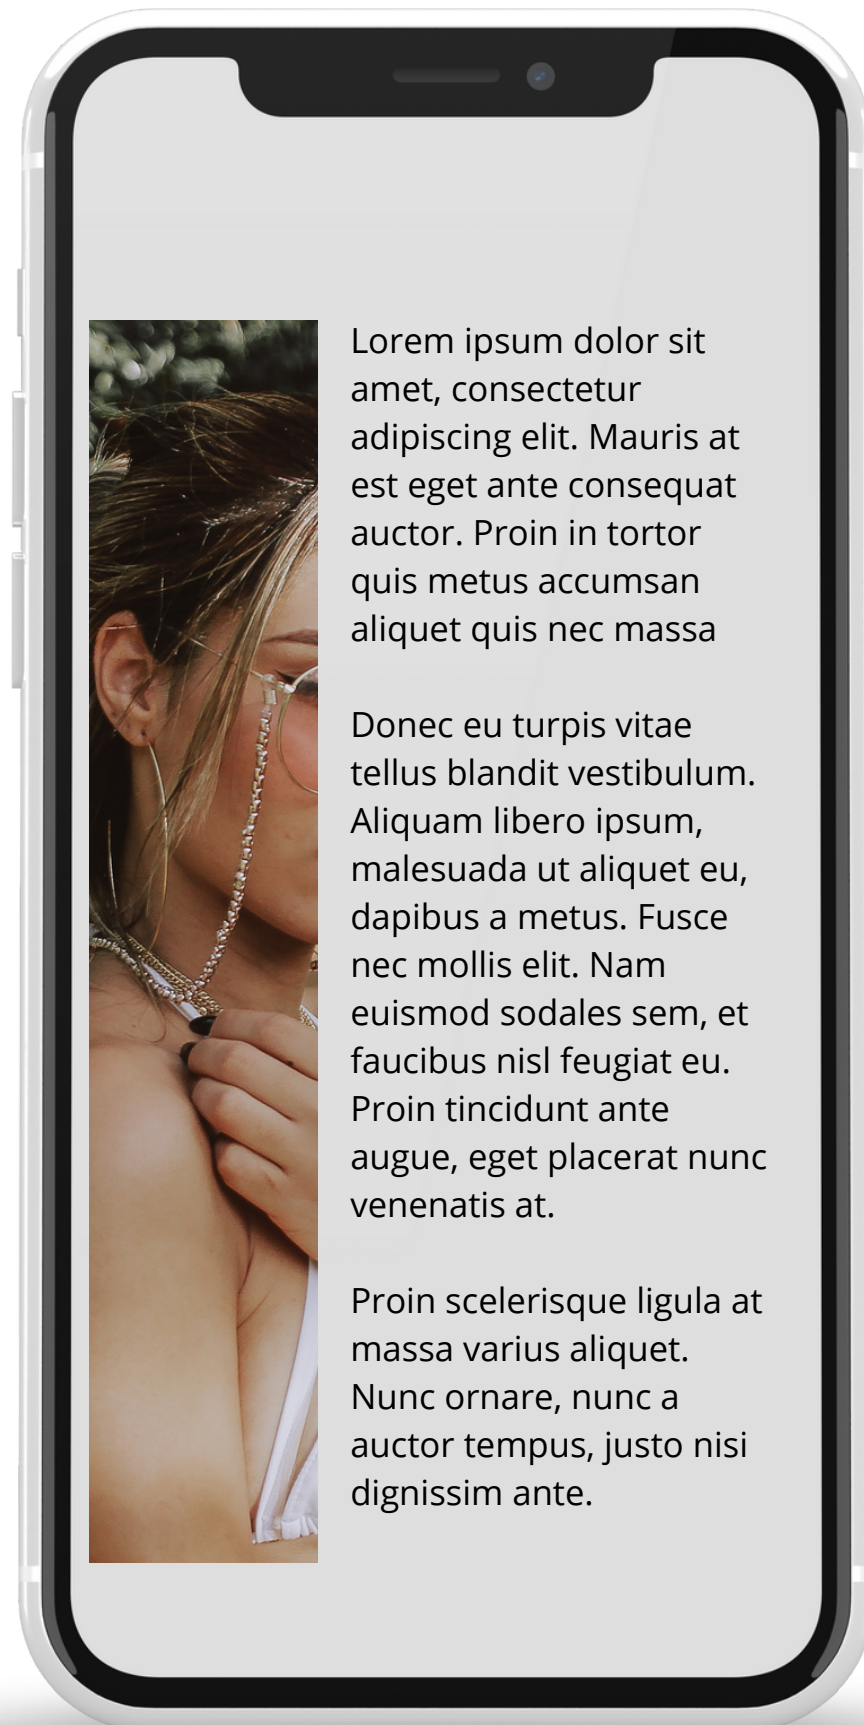 Lorem ipsum dolor sit
amet, consectetur
adipiscing elit. Mauris at
est eget ante consequat
auctor. Proin in tortor
quis metus accumsan
aliquet quis nec massa
Donec eu turpis vitae
tellus blandit vestibulum.
Aliquam libero ipsum,
malesuada ut aliquet eu,
dapibus a metus. Fusce
nec mollis elit. Nam
euismod sodales sem, et
faucibus nisl feugiat eu.
Proin tincidunt ante
augue, eget placerat nunc
venenatis at.
Proin scelerisque ligula at
massa varius aliquet.
Nunc ornare, nunc a
auctor tempus, justo nisi
dignissim ante.